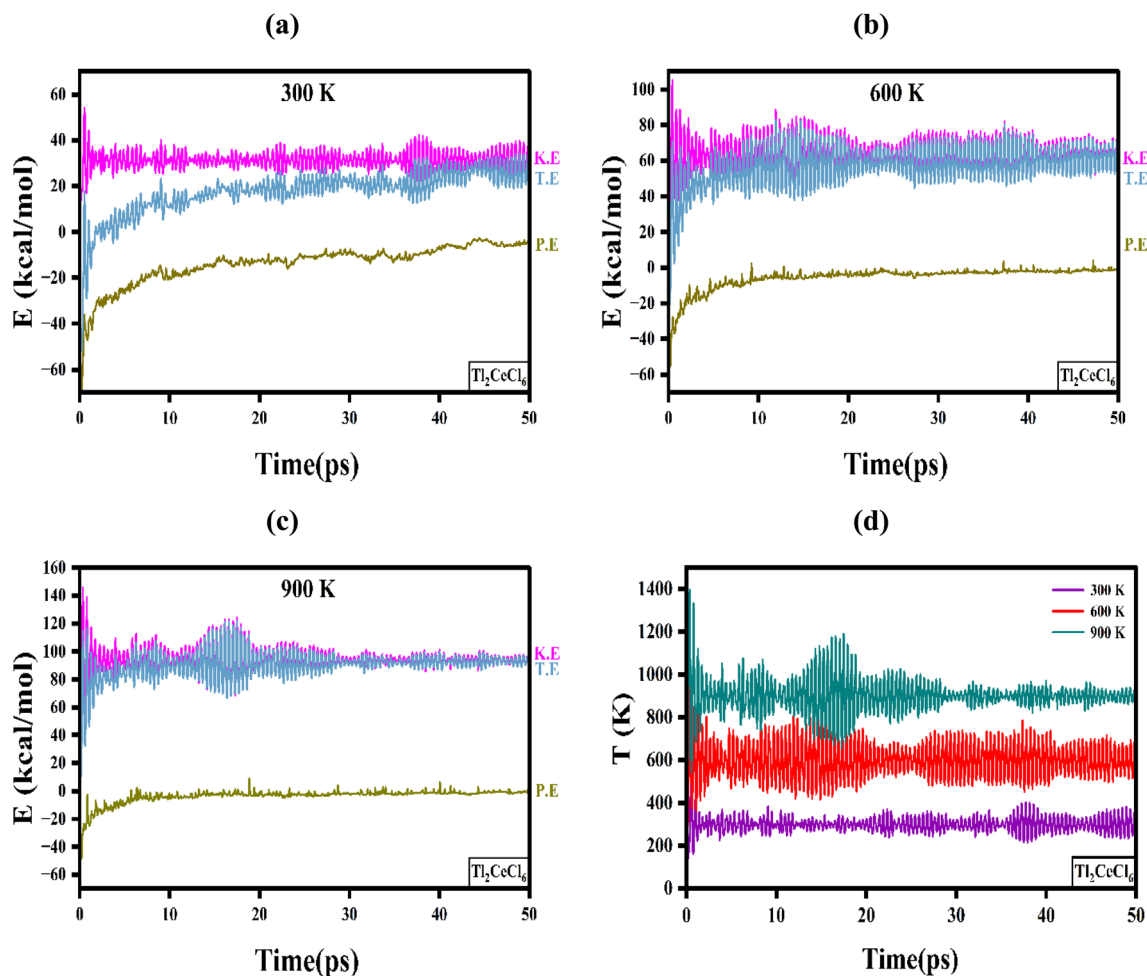 (a)
300 K
E (kcal/mol)
60
40
20
0
−20
−40
−60
K.E
T.E
P.E
Tl₂CeCl₆
0 10 20 30 40 50
Time(ps)
(b)
600 K
E (kcal/mol)
100
80
60
40
20
0
−20
−40
−60
K.E
T.E
P.E
Tl₂CeCl₆
0 10 20 30 40 50
Time(ps)
(c)
900 K
E (kcal/mol)
160
140
120
100
80
60
40
20
0
−20
−40
−60
K.E
T.E
P.E
Tl₂CeCl₆
0 10 20 30 40 50
Time(ps)
(d)
T (K)
1400
1200
1000
800
600
400
200
0
300 K
600 K
900 K
Tl₂CeCl₆
0 10 20 30 40 50
Time(ps)